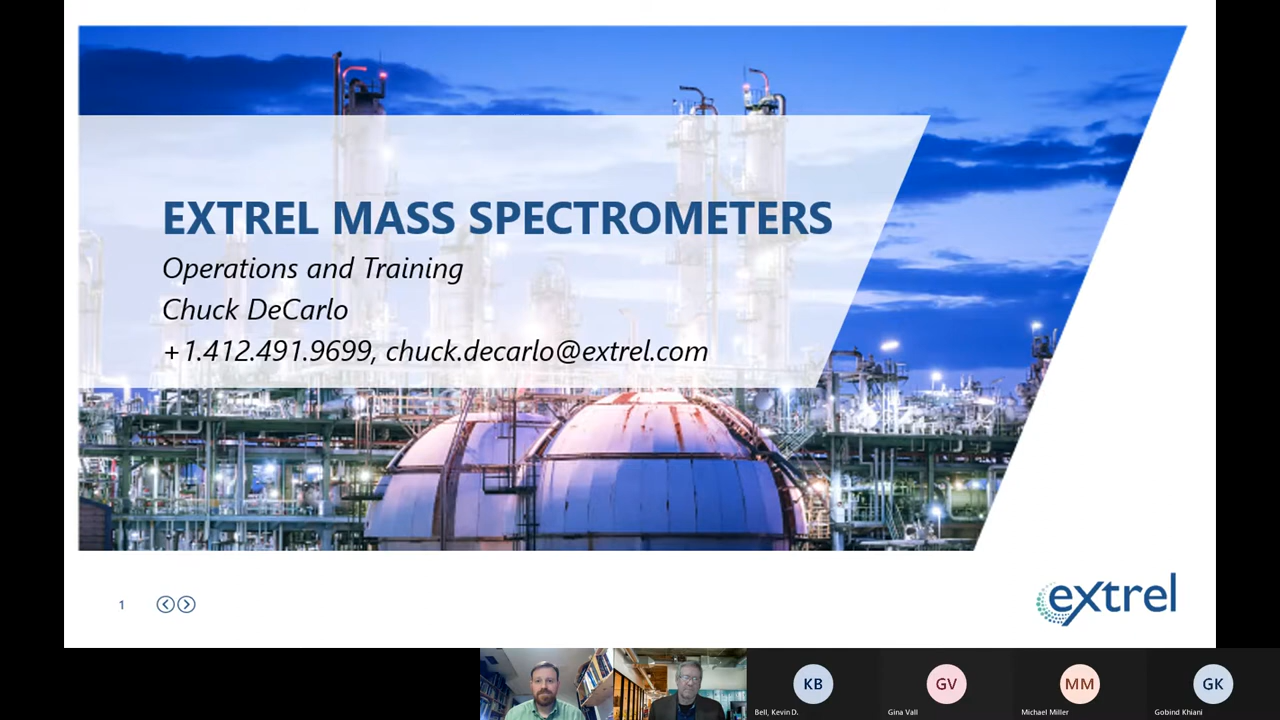 EXTREL MASS SPECTROMETERS
Operations and Training
Chuck DeCarlo
+1.412.491.9699, chuck.decarlo@extrel.com
1
extrel
KB
GV
MM
GK
Bell, Kevin D.
Gina Vall
Michael Miller
Gobind Khiani